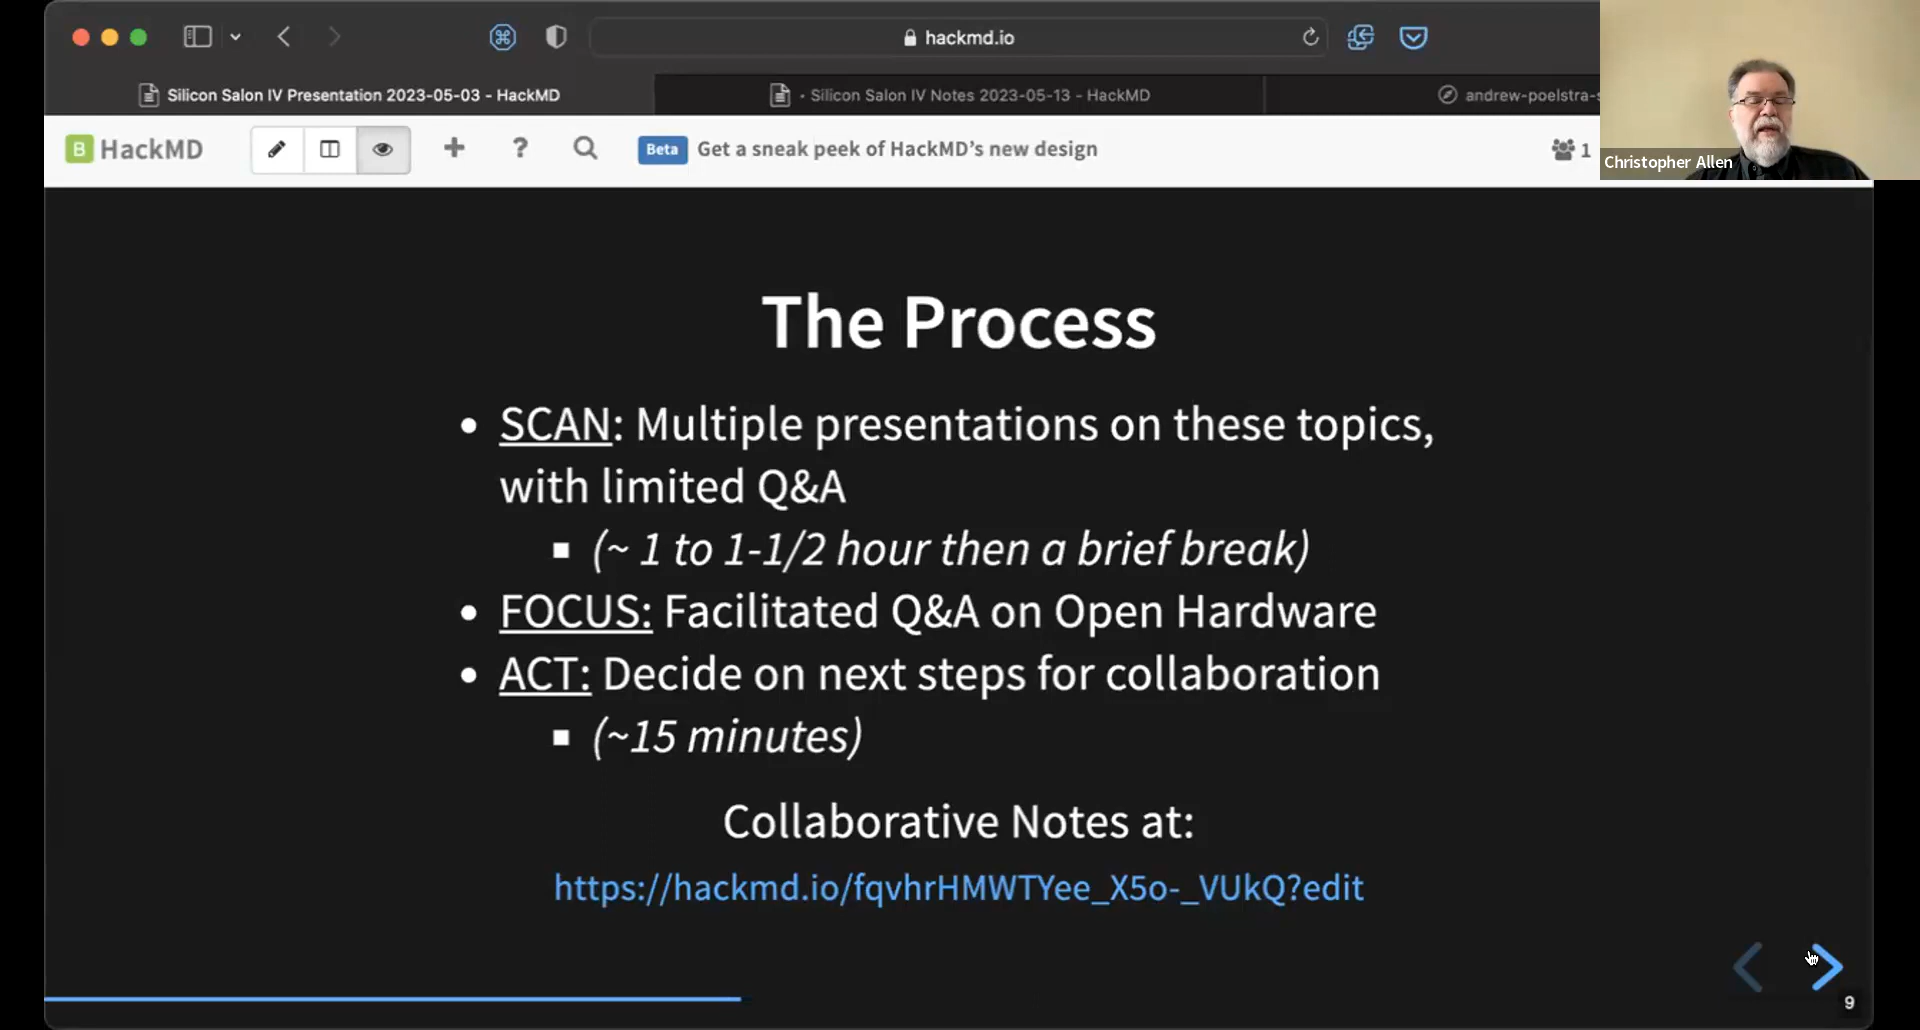 hackmd.io
Silicon Salon IV Presentation 2023-05-03 - HackMD
· Silicon Salon IV Notes 2023-05-13 - HackMD
andrew-poelstra-s
B HackMD
?
Beta Get a sneak peek of HackMD's new design
1
Christopher Allen
The Process
• SCAN: Multiple presentations on these topics,
with limited Q&A
▪ (~ 1 to 1-1/2 hour then a brief break)
• FOCUS: Facilitated Q&A on Open Hardware
• ACT: Decide on next steps for collaboration
▪ (~15 minutes)
Collaborative Notes at:
https://hackmd.io/fqvhrHMWTYee_X5o-_VUkQ?edit
9